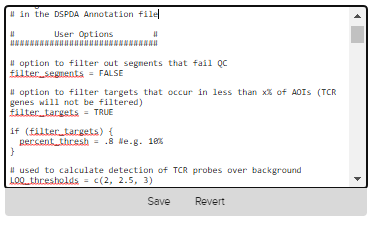 # in the DSPDA Annotation file
# User Options #
##############################
# option to filter out segments that fail QC
filter_segments = FALSE
# option to filter targets that occur in less than x% of AOIs (TCR
genes will not be filtered)
filter_targets = TRUE
if (filter_targets) {
percent_thresh = .8 #e.g. 10%
}
# used to calculate detection of TCR probes over background
LOQ_thresholds = c(2, 2.5, 3)
Save Revert